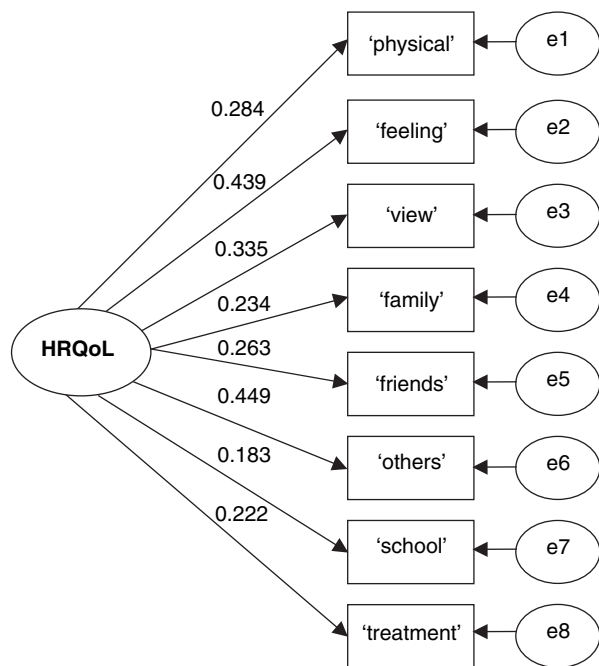 ‘physical’ e1
0.284
‘feeling’ e2
0.439
‘view’ e3
0.335
‘family’ e4
0.234
HRQoL
0.263
‘friends’ e5
0.449
‘others’ e6
0.183
‘school’ e7
0.222
‘treatment’ e8